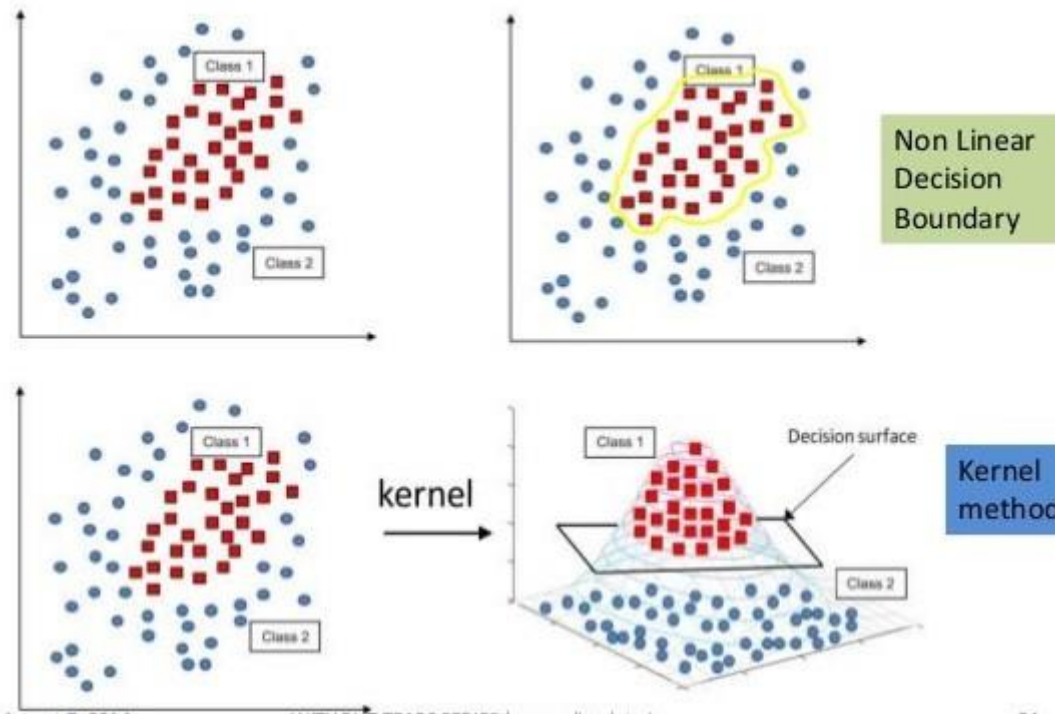 Class 1
Class 2
Class 1
Class 2
Non Linear
Decision
Boundary
Class 1
Class 2
kernel
Class 1
Decision surface
Class 2
Kernel
method